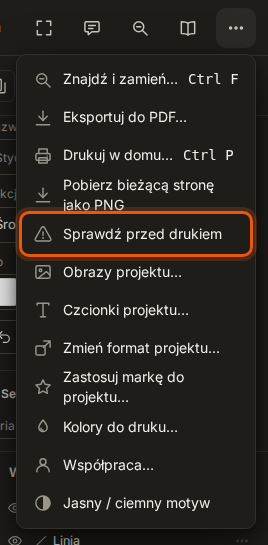 Znajdź i zamień... Ctrl F
Eksportuj do PDF...
Drukuj w domu... Ctrl P
Pobierz bieżącą stronę
jako PNG
Sprawdź przed drukiem
Obrazy projektu...
Czcionki projektu...
Zmień format projektu...
Zastosuj markę do
projektu...
Kolory do druku...
Współpraca...
Jasny / ciemny motyw
Linia